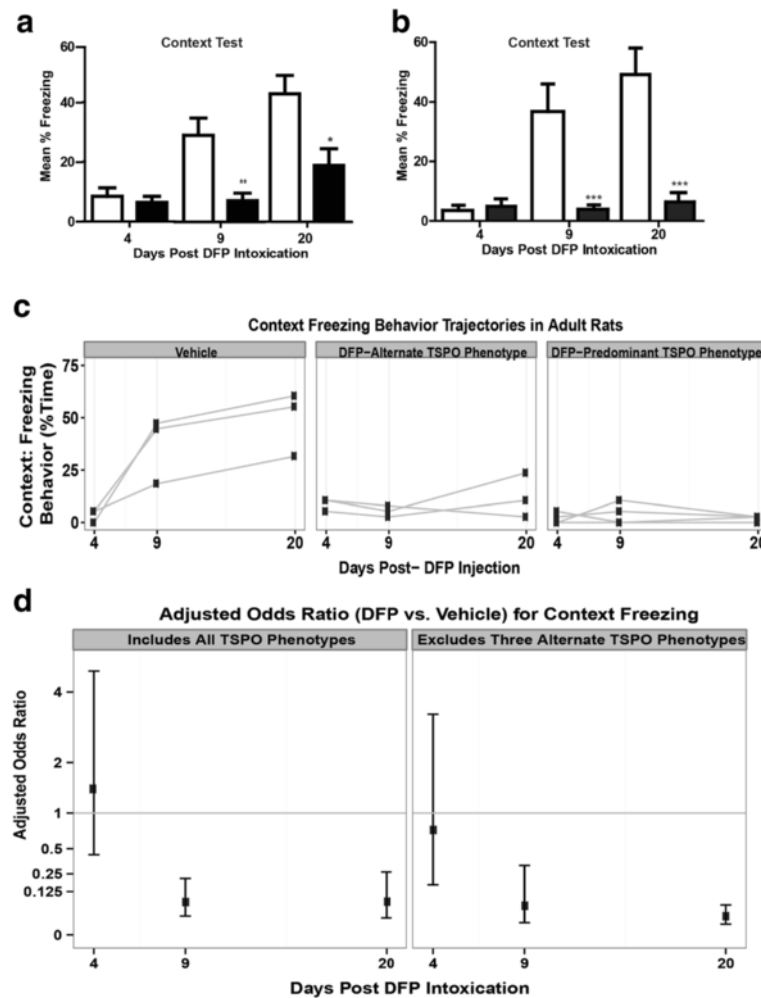 a
Context Test
Mean % Freezing
60
40
20
0
**
*
4 9 20
Days Post DFP Intoxication
b
Context Test
Mean % Freezing
60
40
20
0
***
***
4 9 20
Days Post DFP Intoxication
c
Context Freezing Behavior Trajectories in Adult Rats
Vehicle
DFP-Alternate TSPO Phenotype
DFP-Predominant TSPO Phenotype
Context: Freezing
Behavior (%Time)
75
50
25
0
4 9 20
4 9 20
4 9 20
Days Post- DFP Injection
d
Adjusted Odds Ratio (DFP vs. Vehicle) for Context Freezing
Includes All TSPO Phenotypes
Excludes Three Alternate TSPO Phenotypes
Adjusted Odds Ratio
4
2
1
0.5
0.25
0.125
0
4 9 20
4 9 20
Days Post DFP Intoxication